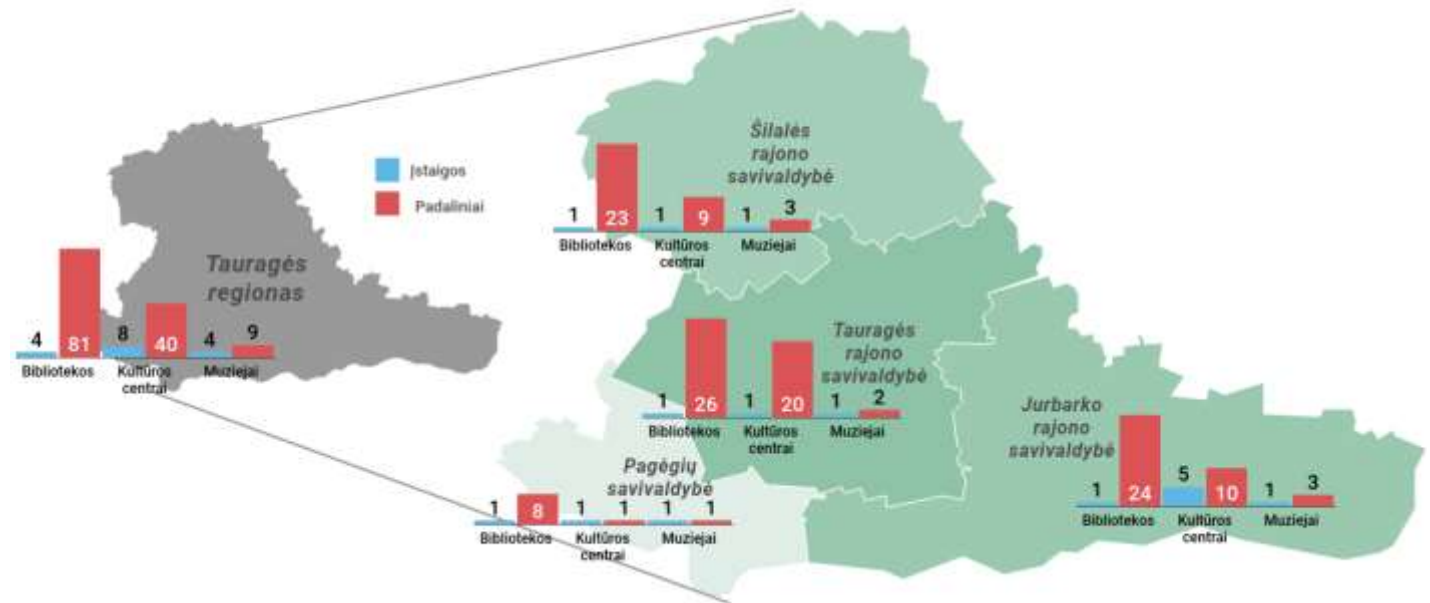 Įstaigos
Padaliniai
Tauragės
regionas
4 81 8 40 4 9
Bibliotekos Kultūros Muziejai
centrai
Šilalės
rajono
savivaldybė
1 23 1 9 1 3
Bibliotekos Kultūros Muziejai
centrai
Tauragės
rajono
savivaldybė
1 26 1 20 1 2
Bibliotekos Kultūros Muziejai
centrai
Jurbarko
rajono
savivaldybė
1 24 5 10 1 3
Bibliotekos Kultūros Muziejai
centrai
Pagėgių
savivaldybė
1 8 1 1 1 1
Bibliotekos Kultūros Muziejai
centrai